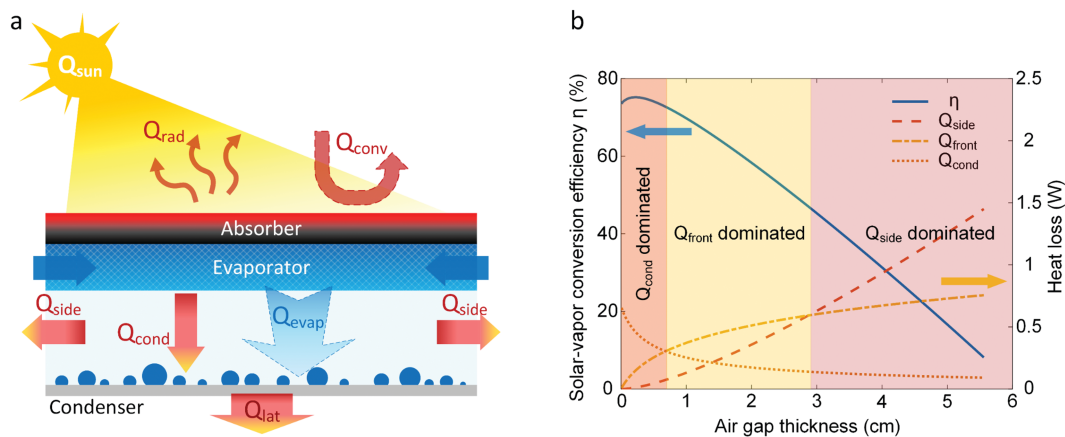 a
Q_sun
Q_rad
Q_conv
Absorber
Evaporator
Q_side
Q_cond
Q_evap
Q_side
Condenser
Q_lat
b
Solar-vapor conversion efficiency η (%)
80
60
40
20
0
η
Q_side
Q_front
Q_cond
Q_cond dominated
Q_front dominated
Q_side dominated
2.5
2
1.5
1
0.5
0
Heat loss (W)
0 1 2 3 4 5 6
Air gap thickness (cm)